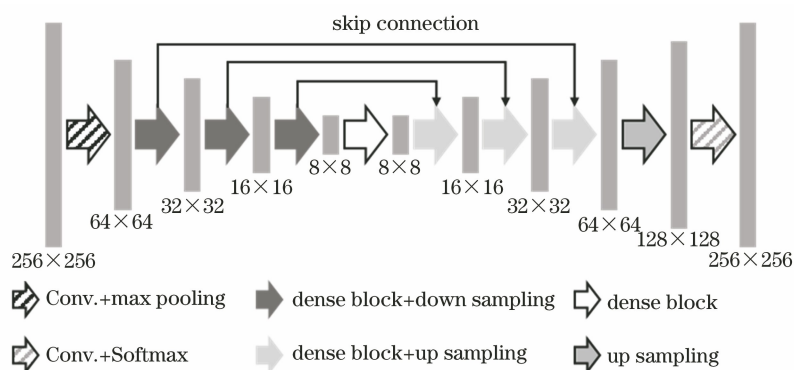 skip connection
8×8 8×8
16×16 16×16
32×32 32×32
64×64 64×64
128×128
256×256 256×256
Conv.+max pooling dense block+down sampling dense block
Conv.+Softmax dense block+up sampling up sampling